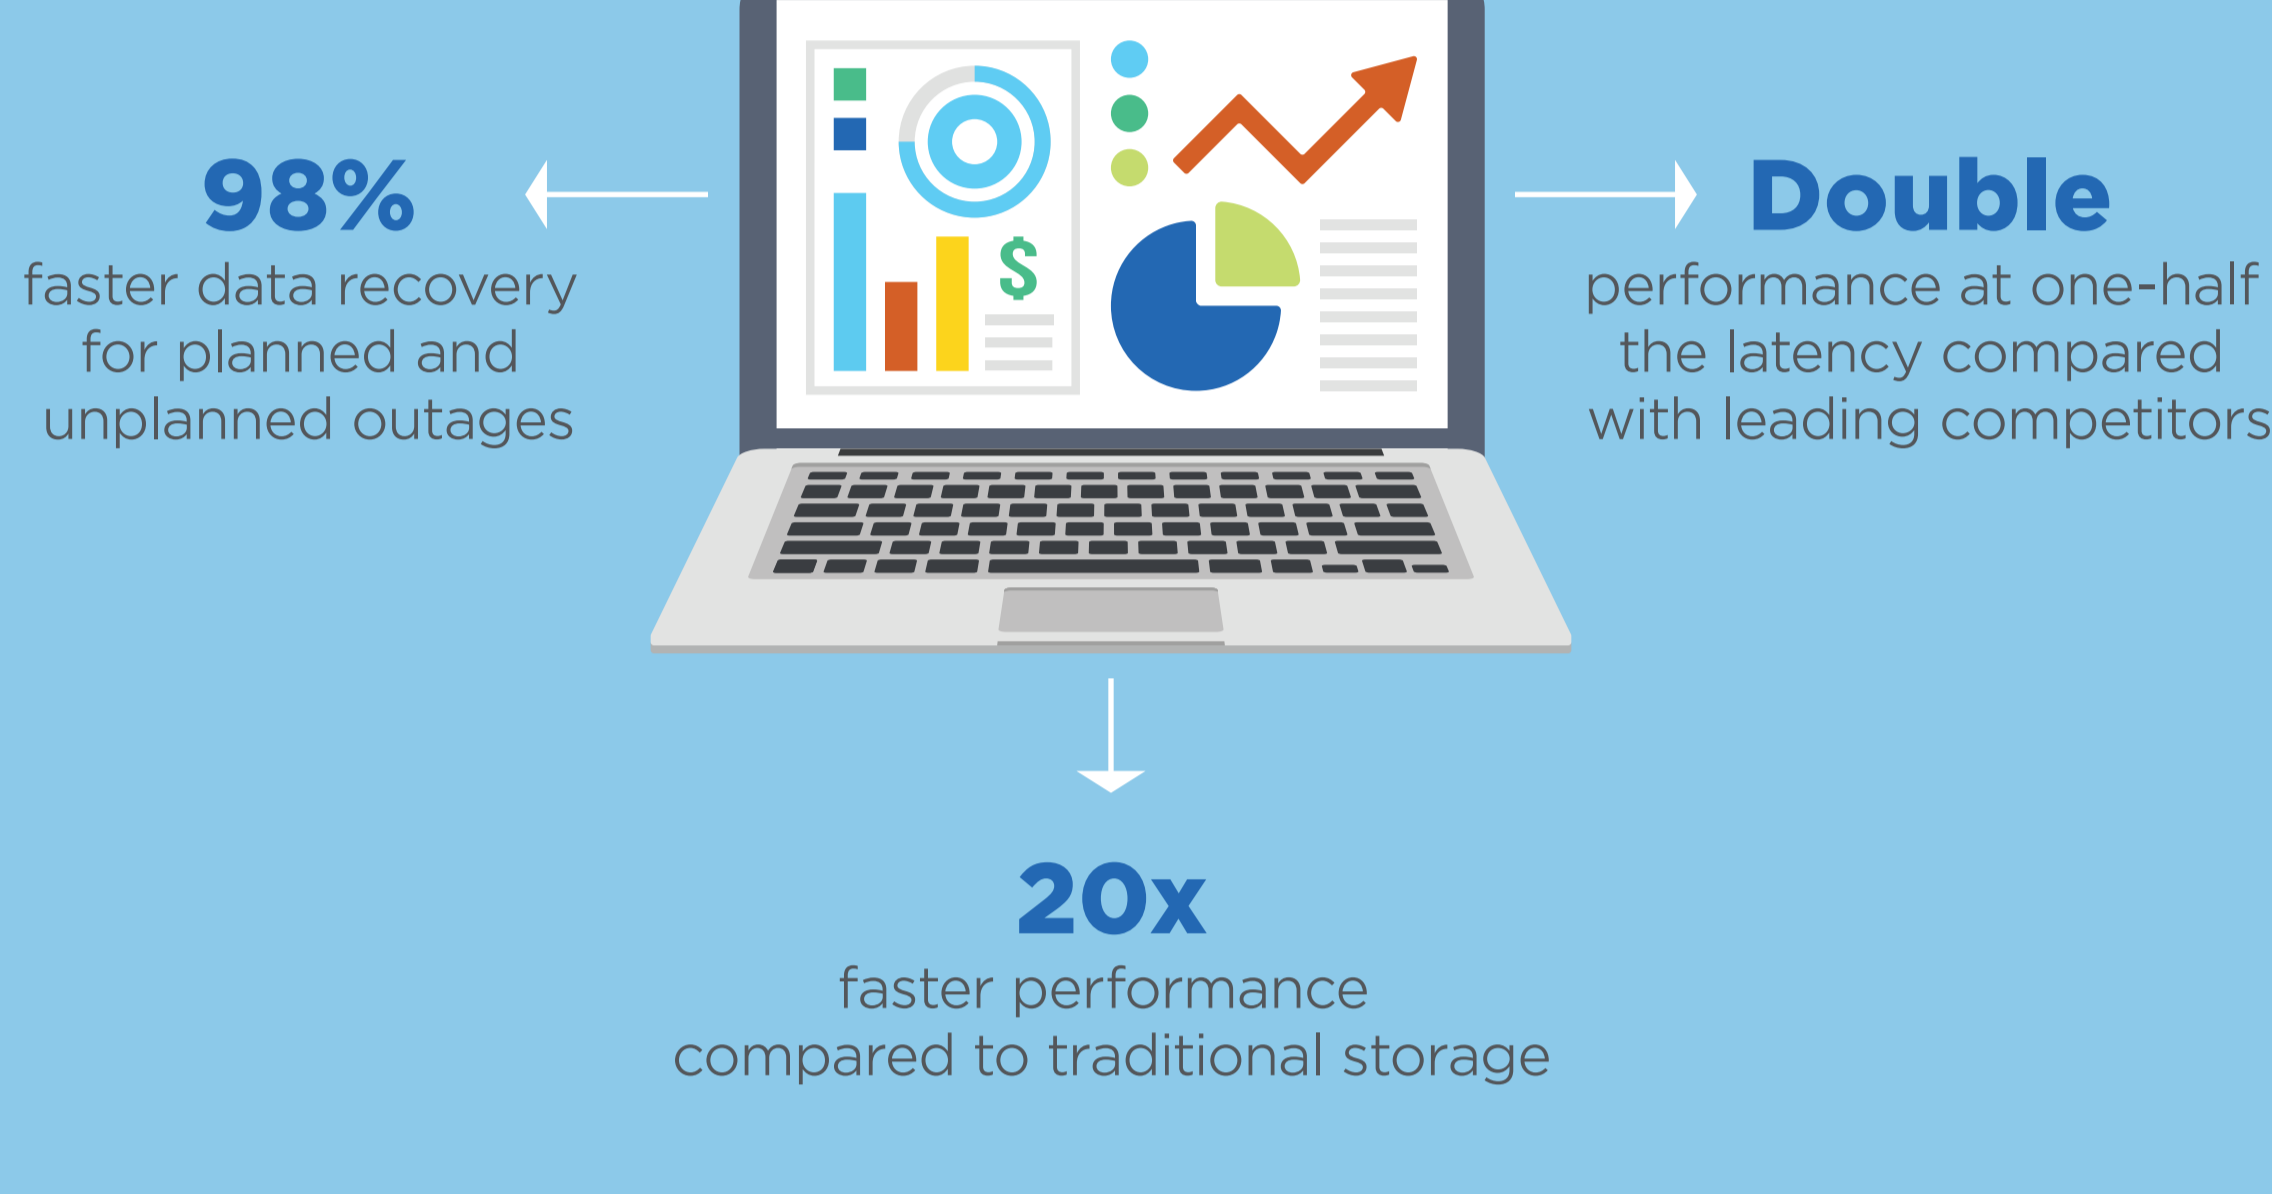 98%
faster data recovery
for planned and
unplanned outages
$
Double
performance at one-half
the latency compared
with leading competitors
20x
faster performance
compared to traditional storage